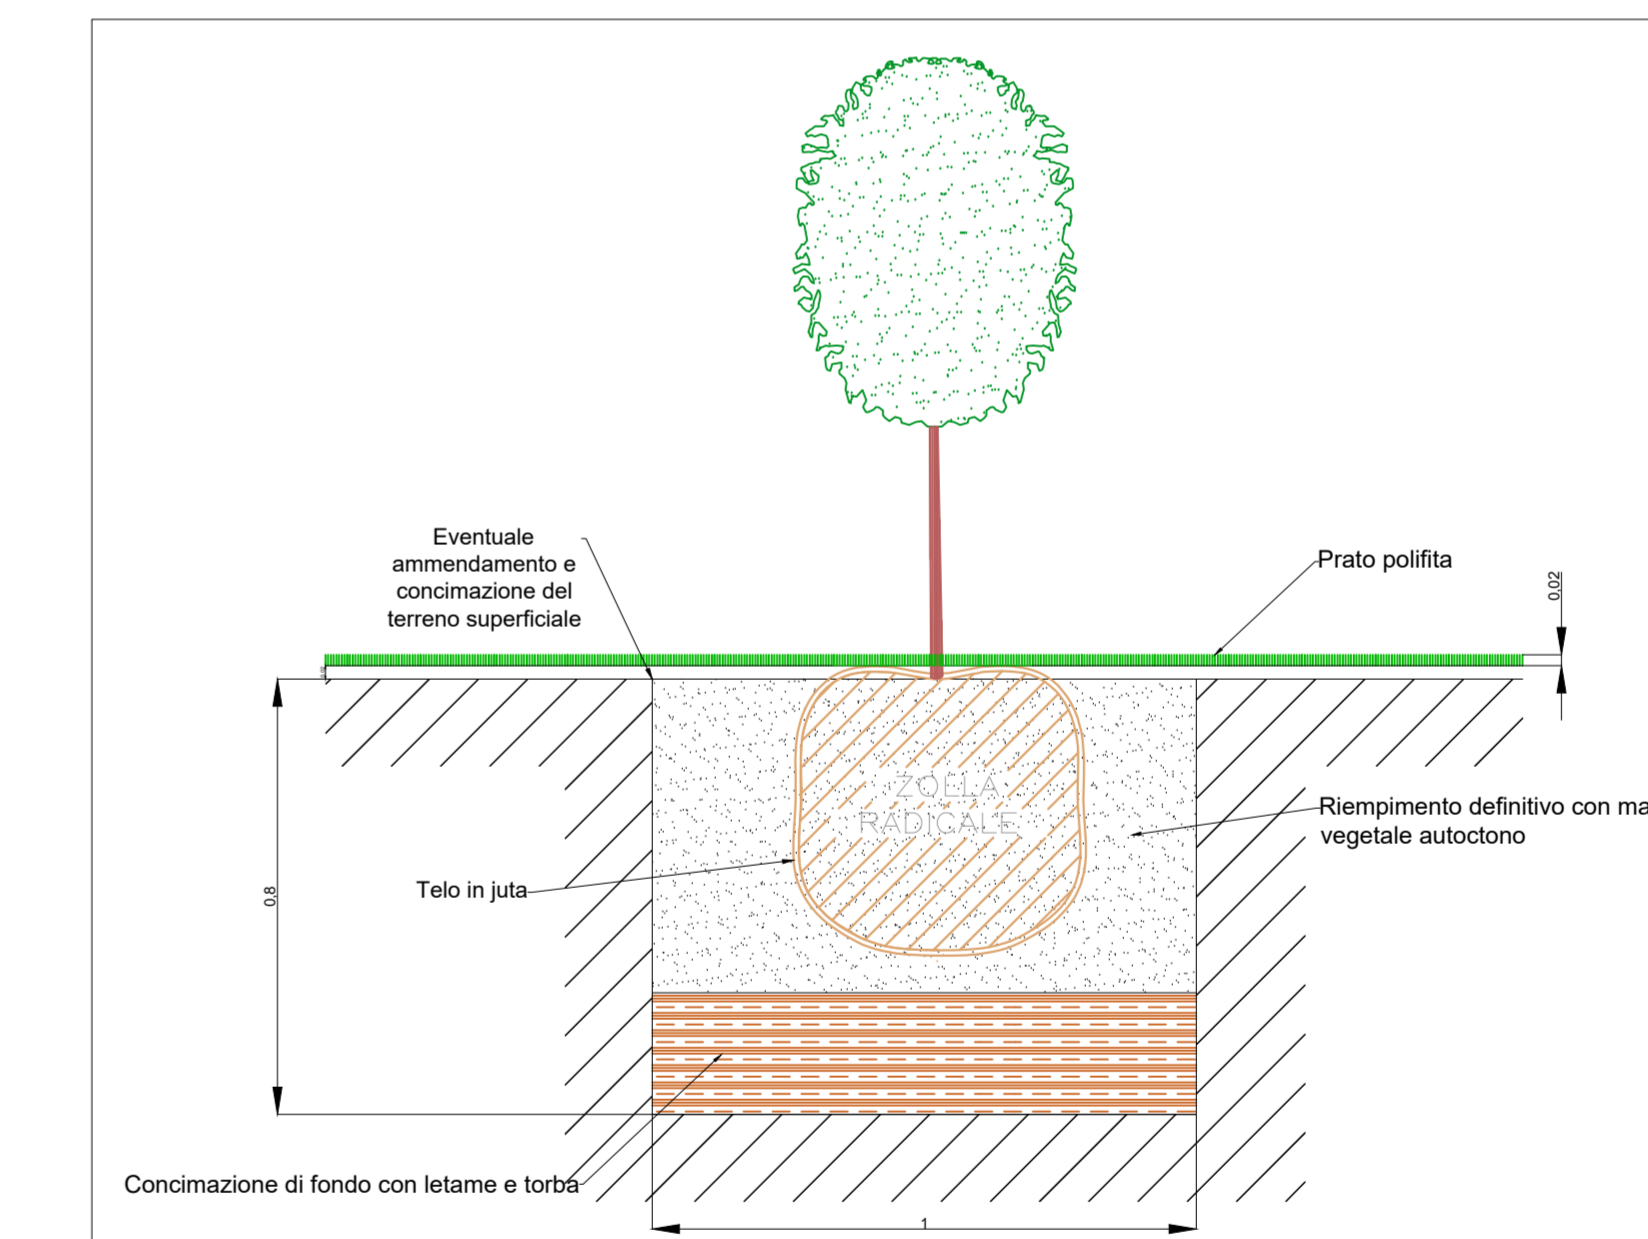 Eventuale
ammendamento e
concimazione del
terreno superficiale
Prato polifita
0,02
ZOLLA
RADICALE
Riempimento definitivo con ma
vegetale autoctono
Telo in juta
0,8
Concimazione di fondo con letame e torba
1